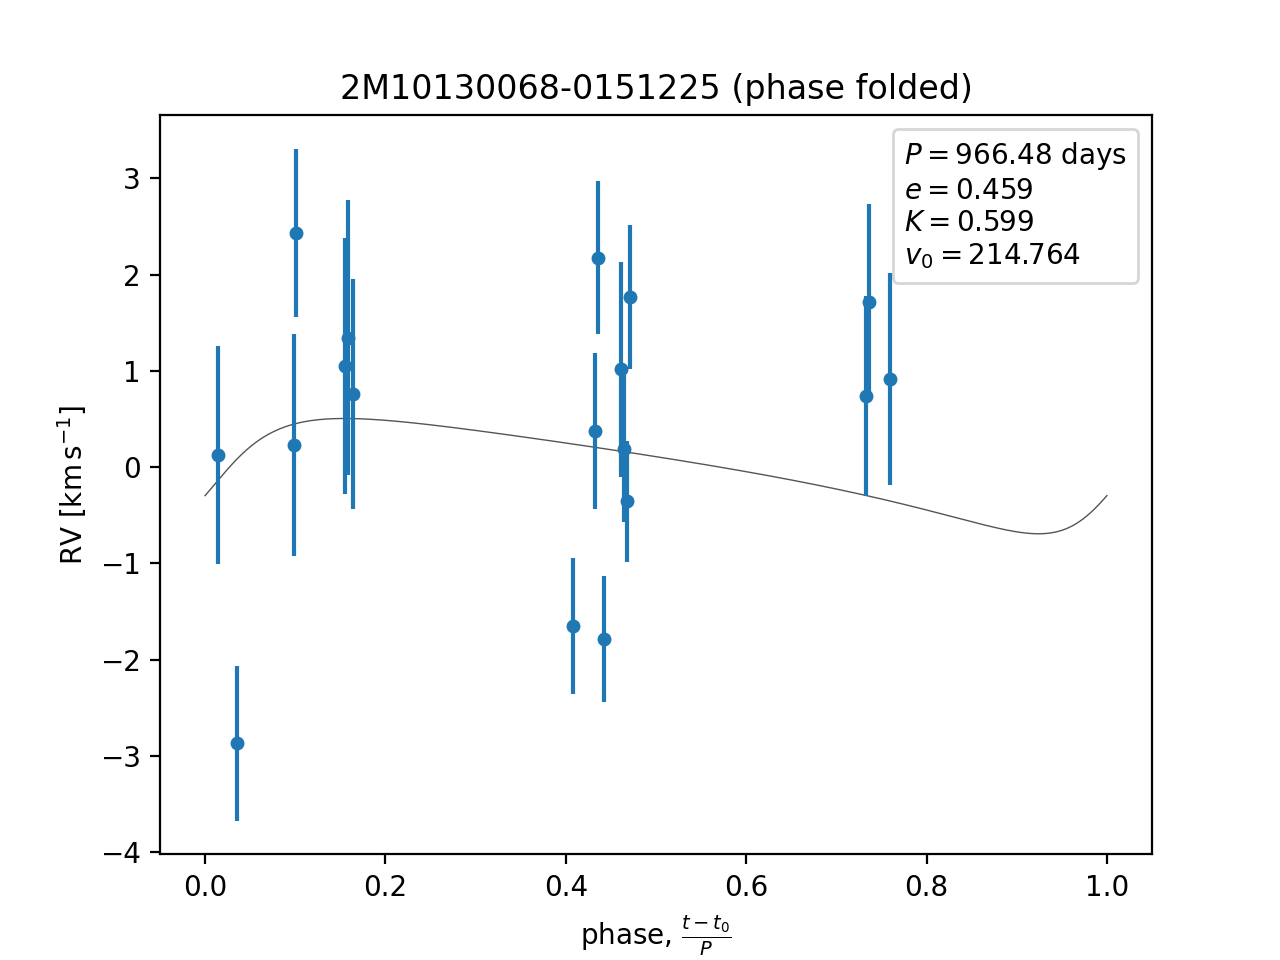 2M10130068-0151225 (phase folded)
P = 966.48 days
e = 0.459
K = 0.599
v₀ = 214.764
3
2
1
0
−1
−2
−3
−4
RV [km s⁻¹]
0.0 0.2 0.4 0.6 0.8 1.0
phase, (t − t₀)/P